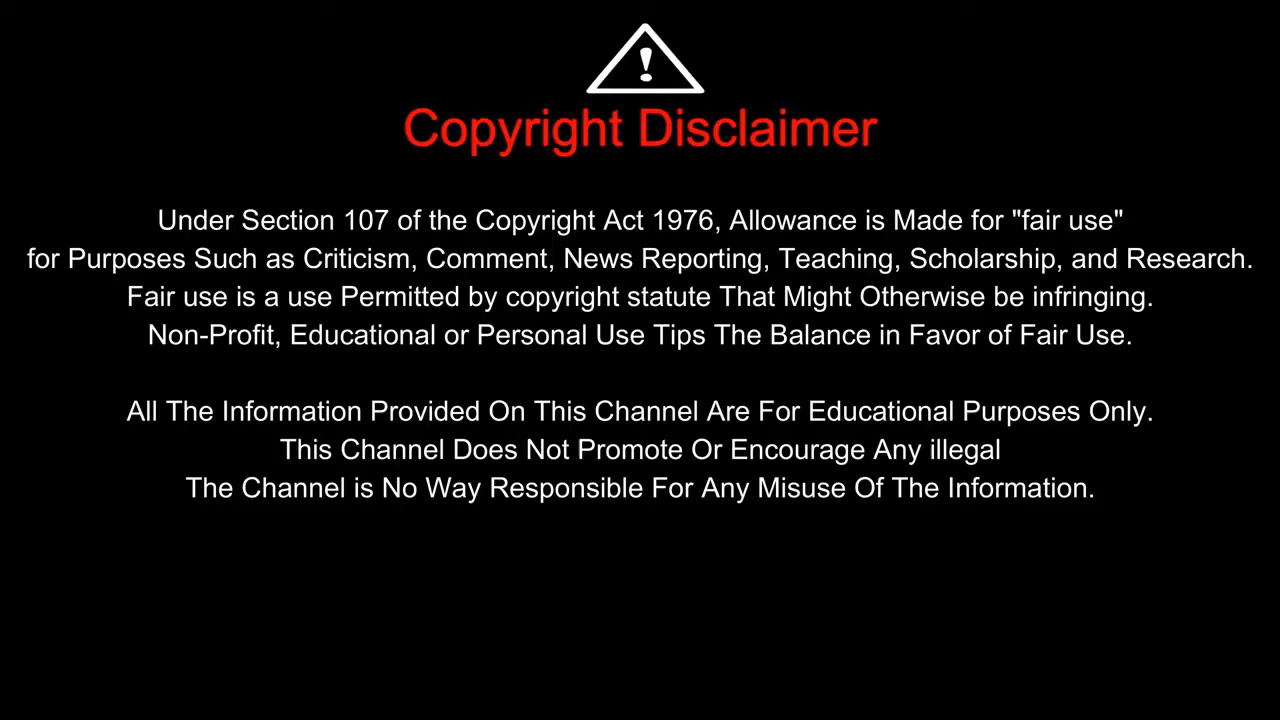 Copyright Disclaimer
Under Section 107 of the Copyright Act 1976, Allowance is Made for "fair use"
for Purposes Such as Criticism, Comment, News Reporting, Teaching, Scholarship, and Research.
Fair use is a use Permitted by copyright statute That Might Otherwise be infringing.
Non-Profit, Educational or Personal Use Tips The Balance in Favor of Fair Use.
All The Information Provided On This Channel Are For Educational Purposes Only.
This Channel Does Not Promote Or Encourage Any illegal
The Channel is No Way Responsible For Any Misuse Of The Information.